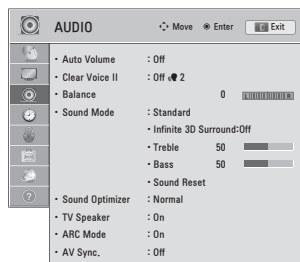 AUDIO Move Enter Exit
• Auto Volume : Off
• Clear Voice II : Off 2
• Balance 0 L R
• Sound Mode : Standard
• Infinite 3D Surround:Off
• Treble 50
• Bass 50
• Sound Reset
• Sound Optimizer : Normal
• TV Speaker : On
• ARC Mode : On
• AV Sync. : Off